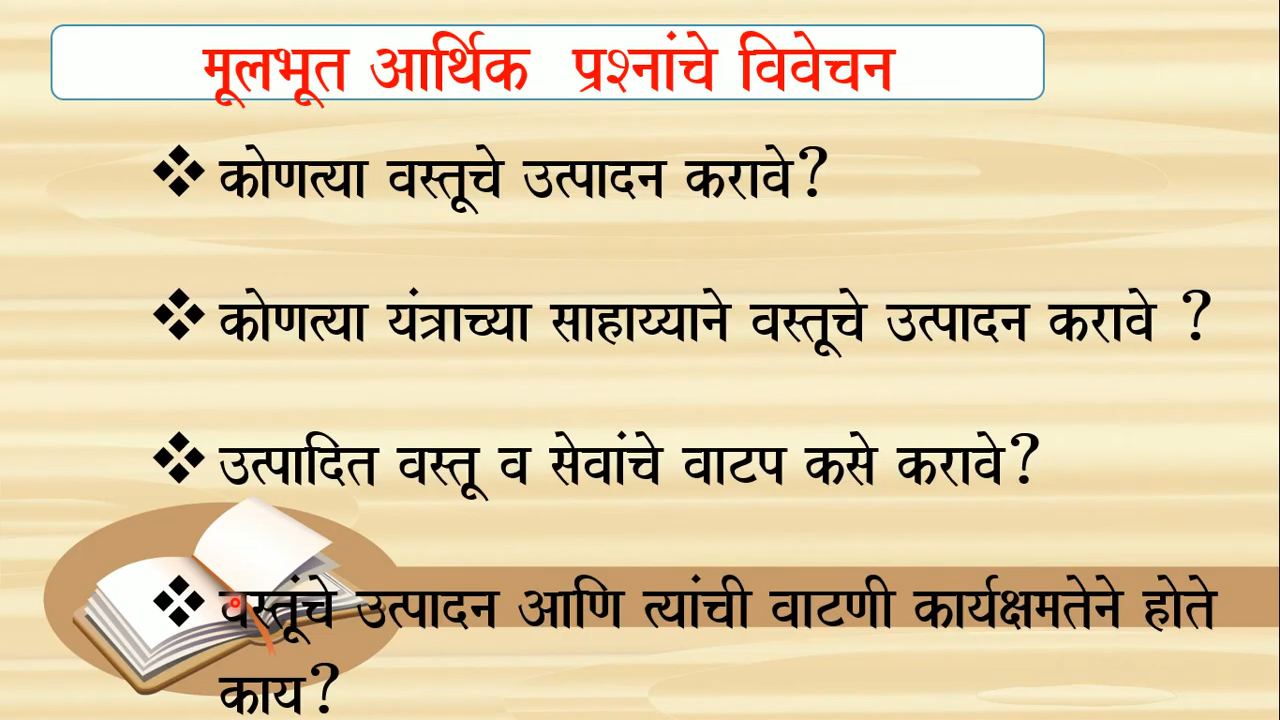 मूलभूत आर्थिक प्रश्नांचे विवेचन
❖ कोणत्या वस्तूचे उत्पादन करावे?
❖ कोणत्या यंत्राच्या साहाय्याने वस्तूचे उत्पादन करावे ?
❖ उत्पादित वस्तू व सेवांचे वाटप कसे करावे?
❖ वस्तूंचे उत्पादन आणि त्यांची वाटणी कार्यक्षमतेने होते
काय?